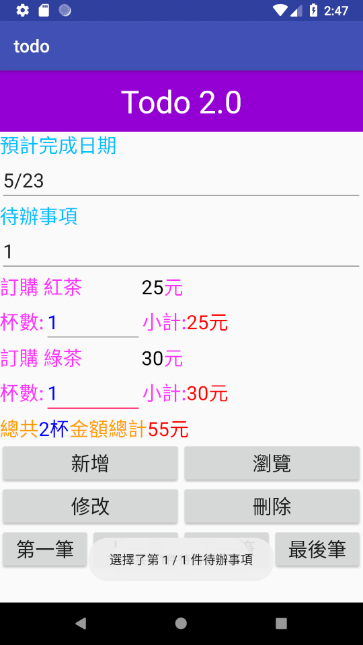 2:47
todo
Todo 2.0
預計完成日期
5/23
待辦事項
1
訂購 紅茶 25元
杯數: 1 小計:25元
訂購 綠茶 30元
杯數: 1 小計:30元
總共2杯金額總計55元
新增 瀏覽
修改 刪除
第一筆 最後筆
選擇了第 1 / 1 件待辦事項